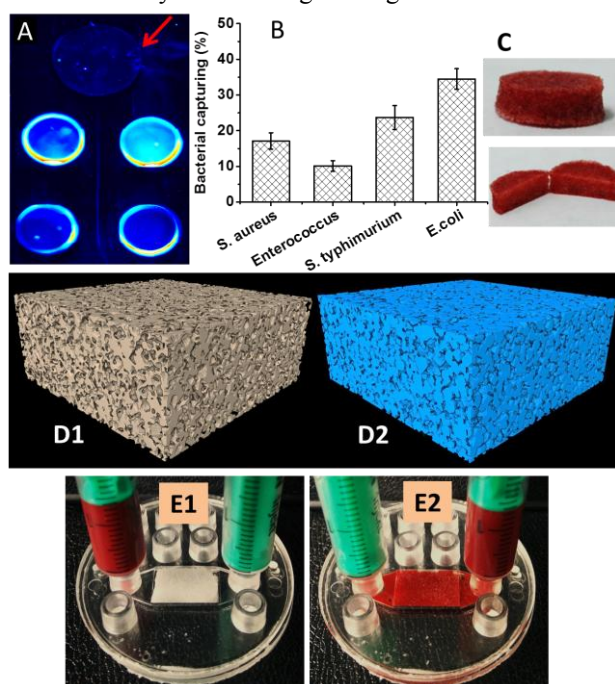 A
B
C
Bacterial capturing (%)
50
40
30
20
10
0
S. aureus
Enterococcus
S. typhimurium
E.coli
D1
D2
E1
E2